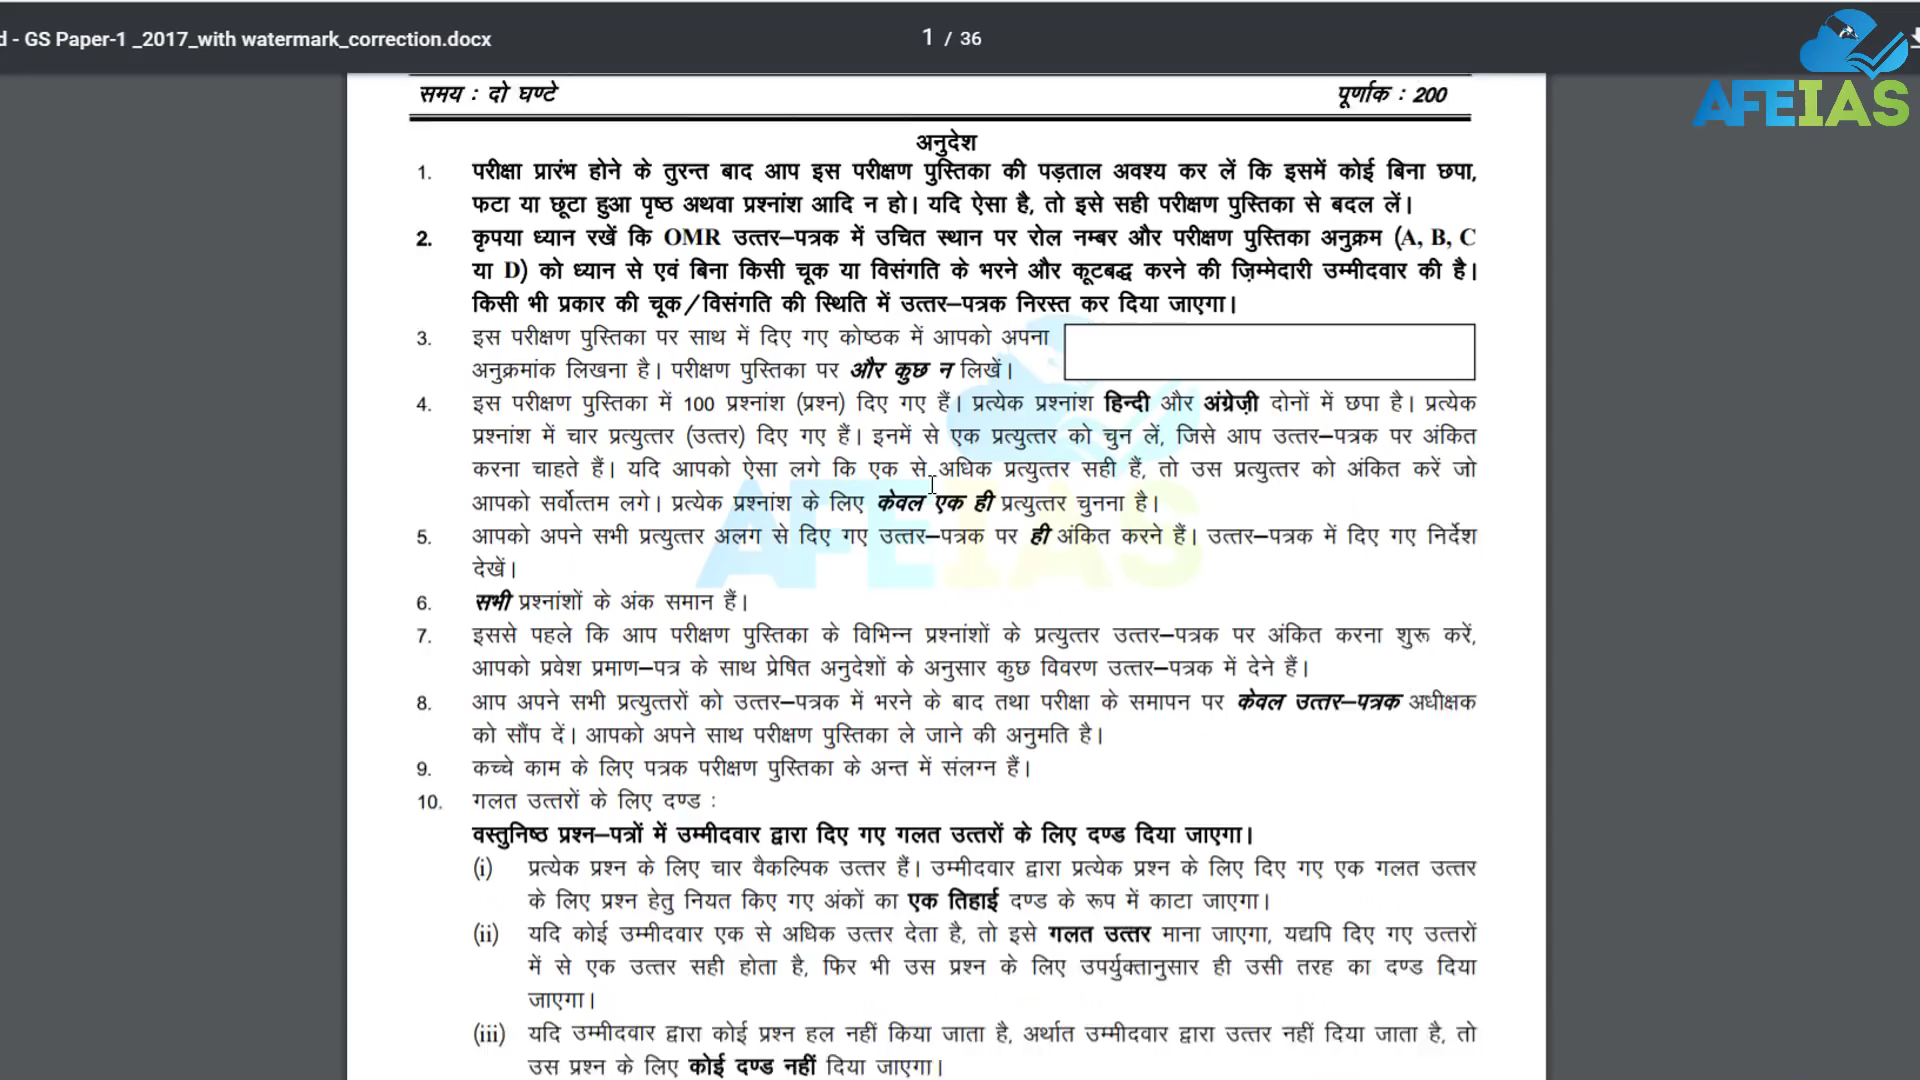 d - GS Paper-1 _2017_with watermark_correction.docx
1 / 36
AFEIAS
समय : दो घण्टे
पूर्णाक : 200
अनुदेश
1. परीक्षा प्रारंभ होने के तुरन्त बाद आप इस परीक्षण पुस्तिका की पड़ताल अवश्य कर लें कि इसमें कोई बिना छपा,
फटा या छूटा हुआ पृष्ठ अथवा प्रश्नांश आदि न हो। यदि ऐसा है, तो इसे सही परीक्षण पुस्तिका से बदल लें।
2. कृपया ध्यान रखें कि OMR उत्तर–पत्रक में उचित स्थान पर रोल नम्बर और परीक्षण पुस्तिका अनुक्रम (A, B, C
या D) को ध्यान से एवं बिना किसी चूक या विसंगति के भरने और कूटबद्ध करने की ज़िम्मेदारी उम्मीदवार की है।
किसी भी प्रकार की चूक/विसंगति की स्थिति में उत्तर–पत्रक निरस्त कर दिया जाएगा।
3. इस परीक्षण पुस्तिका पर साथ में दिए गए कोष्ठक में आपको अपना
अनुक्रमांक लिखना है। परीक्षण पुस्तिका पर और कुछ न लिखें।
4. इस परीक्षण पुस्तिका में 100 प्रश्नांश (प्रश्न) दिए गए हैं। प्रत्येक प्रश्नांश हिन्दी और अंग्रेज़ी दोनों में छपा है। प्रत्येक
प्रश्नांश में चार प्रत्युत्तर (उत्तर) दिए गए हैं। इनमें से एक प्रत्युत्तर को चुन लें, जिसे आप उत्तर–पत्रक पर अंकित
करना चाहते हैं। यदि आपको ऐसा लगे कि एक से अधिक प्रत्युत्तर सही हैं, तो उस प्रत्युत्तर को अंकित करें जो
आपको सर्वोत्तम लगे। प्रत्येक प्रश्नांश के लिए केवल एक ही प्रत्युत्तर चुनना है।
AFEIAS
5. आपको अपने सभी प्रत्युत्तर अलग से दिए गए उत्तर–पत्रक पर ही अंकित करने हैं। उत्तर–पत्रक में दिए गए निर्देश
देखें।
6. सभी प्रश्नांशों के अंक समान हैं।
7. इससे पहले कि आप परीक्षण पुस्तिका के विभिन्न प्रश्नांशों के प्रत्युत्तर उत्तर–पत्रक पर अंकित करना शुरू करें,
आपको प्रवेश प्रमाण–पत्र के साथ प्रेषित अनुदेशों के अनुसार कुछ विवरण उत्तर–पत्रक में देने हैं।
8. आप अपने सभी प्रत्युत्तरों को उत्तर–पत्रक में भरने के बाद तथा परीक्षा के समापन पर केवल उत्तर–पत्रक अधीक्षक
को सौंप दें। आपको अपने साथ परीक्षण पुस्तिका ले जाने की अनुमति है।
9. कच्चे काम के लिए पत्रक परीक्षण पुस्तिका के अन्त में संलग्न हैं।
10. गलत उत्तरों के लिए दण्ड :
वस्तुनिष्ठ प्रश्न–पत्रों में उम्मीदवार द्वारा दिए गए गलत उत्तरों के लिए दण्ड दिया जाएगा।
(i) प्रत्येक प्रश्न के लिए चार वैकल्पिक उत्तर हैं। उम्मीदवार द्वारा प्रत्येक प्रश्न के लिए दिए गए एक गलत उत्तर
के लिए प्रश्न हेतु नियत किए गए अंकों का एक तिहाई दण्ड के रूप में काटा जाएगा।
(ii) यदि कोई उम्मीदवार एक से अधिक उत्तर देता है, तो इसे गलत उत्तर माना जाएगा, यद्यपि दिए गए उत्तरों
में से एक उत्तर सही होता है, फिर भी उस प्रश्न के लिए उपर्युक्तानुसार ही उसी तरह का दण्ड दिया
जाएगा।
(iii) यदि उम्मीदवार द्वारा कोई प्रश्न हल नहीं किया जाता है, अर्थात उम्मीदवार द्वारा उत्तर नहीं दिया जाता है, तो
उस प्रश्न के लिए कोई दण्ड नहीं दिया जाएगा।